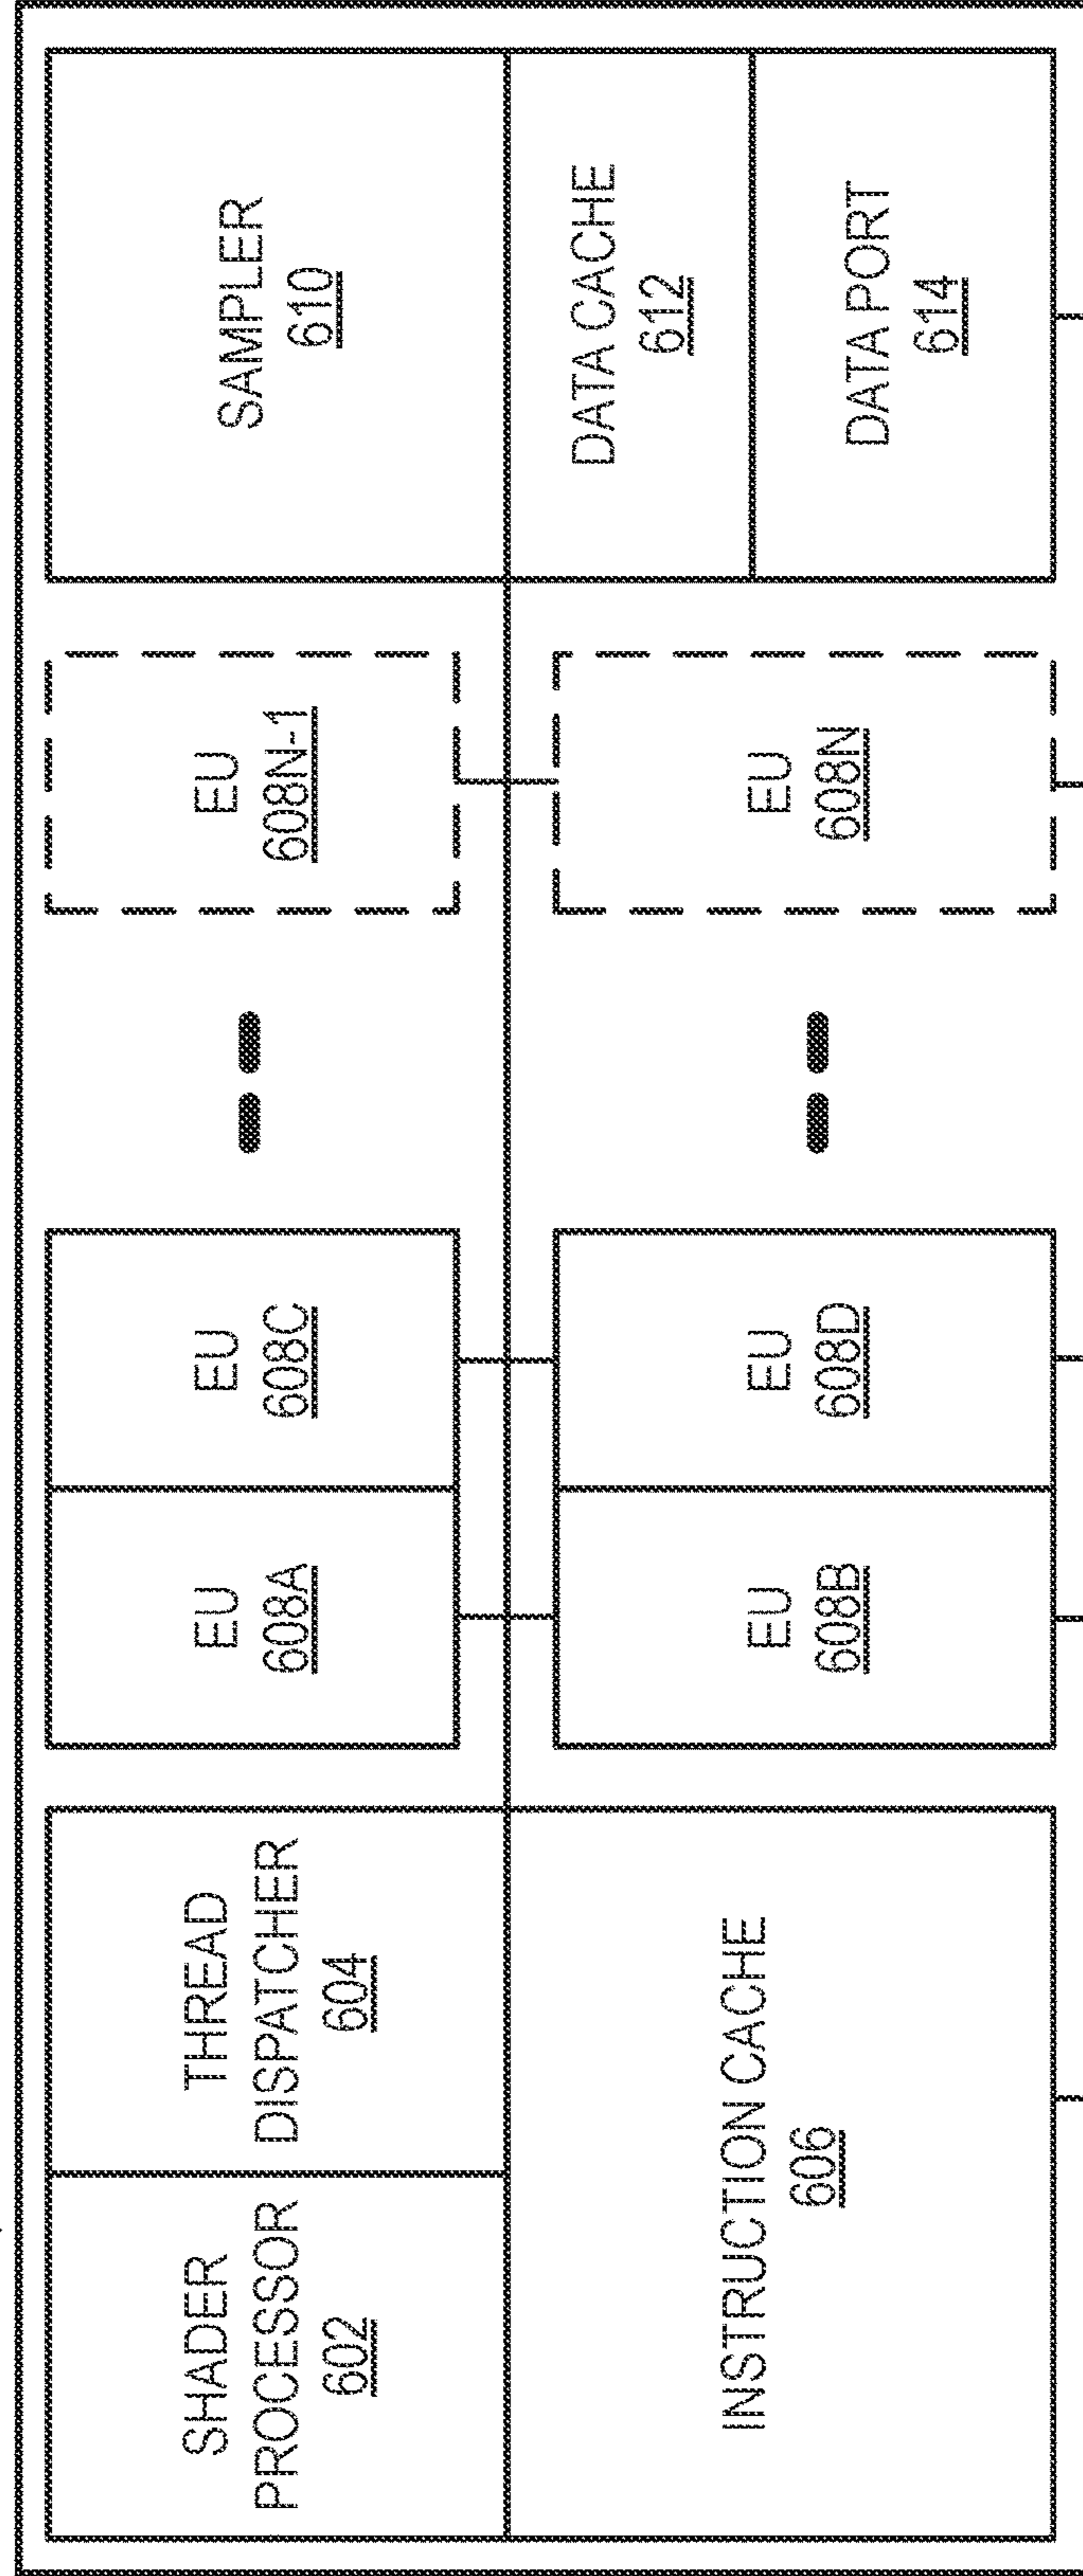 SHADER
PROCESSOR
602
THREAD
DISPATCHER
604
INSTRUCTION CACHE
606
EU
608A
EU
608C
EU
608B
EU
608D
EU
608N-1
EU
608N
SAMPLER
610
DATA CACHE
612
DATA PORT
614